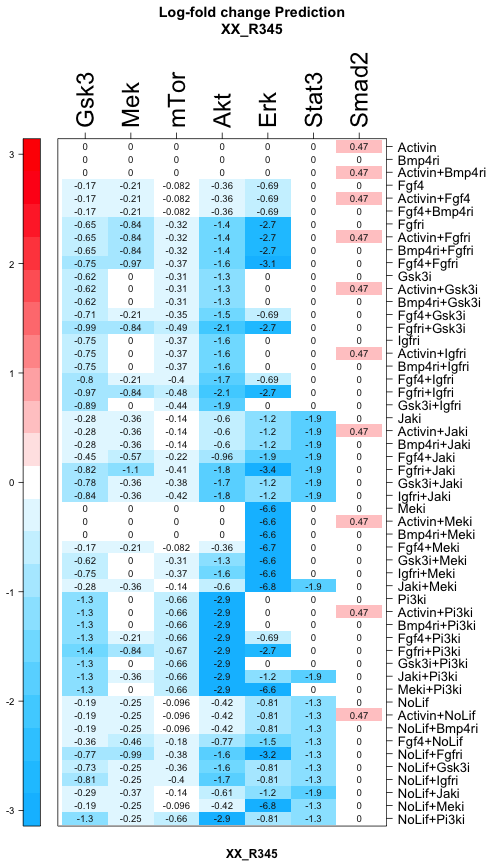 Log-fold change Prediction
XX_R345
Gsk3 Mek mTor Akt Erk Stat3 Smad2
3
2
1
0
-1
-2
-3
0 0 0 0 0 0 0.47 Activin
0 0 0 0 0 0 0 Bmp4ri
0 0 0 0 0 0 0.47 Activin+Bmp4ri
-0.17 -0.21 -0.082 -0.36 -0.69 0 0 Fgf4
-0.17 -0.21 -0.082 -0.36 -0.69 0 0.47 Activin+Fgf4
-0.17 -0.21 -0.082 -0.36 -0.69 0 0 Fgf4+Bmp4ri
-0.65 -0.84 -0.32 -1.4 -2.7 0 0 Fgfri
-0.65 -0.84 -0.32 -1.4 -2.7 0 0.47 Activin+Fgfri
-0.65 -0.84 -0.32 -1.4 -2.7 0 0 Bmp4ri+Fgfri
-0.75 -0.97 -0.37 -1.6 -3.1 0 0 Fgf4+Fgfri
-0.62 0 -0.31 -1.3 0 0 0 Gsk3i
-0.62 0 -0.31 -1.3 0 0 0.47 Activin+Gsk3i
-0.62 0 -0.31 -1.3 0 0 0 Bmp4ri+Gsk3i
-0.71 -0.21 -0.35 -1.5 -0.69 0 0 Fgf4+Gsk3i
-0.99 -0.84 -0.49 -2.1 -2.7 0 0 Fgfri+Gsk3i
-0.75 0 -0.37 -1.6 0 0 0 Igfri
-0.75 0 -0.37 -1.6 0 0 0.47 Activin+Igfri
-0.75 0 -0.37 -1.6 0 0 0 Bmp4ri+Igfri
-0.8 -0.21 -0.4 -1.7 -0.69 0 0 Fgf4+Igfri
-0.97 -0.84 -0.48 -2.1 -2.7 0 0 Fgfri+Igfri
-0.89 0 -0.44 -1.9 0 0 0 Gsk3i+Igfri
-0.28 -0.36 -0.14 -0.6 -1.2 -1.9 0 Jaki
-0.28 -0.36 -0.14 -0.6 -1.2 -1.9 0.47 Activin+Jaki
-0.28 -0.36 -0.14 -0.6 -1.2 -1.9 0 Bmp4ri+Jaki
-0.45 -0.57 -0.22 -0.96 -1.9 -1.9 0 Fgf4+Jaki
-0.82 -1.1 -0.41 -1.8 -3.4 -1.9 0 Fgfri+Jaki
-0.78 -0.36 -0.38 -1.7 -1.2 -1.9 0 Gsk3i+Jaki
-0.84 -0.36 -0.42 -1.8 -1.2 -1.9 0 Igfri+Jaki
0 0 0 0 -6.6 0 0 Meki
0 0 0 0 -6.6 0 0.47 Activin+Meki
0 0 0 0 -6.6 0 0 Bmp4ri+Meki
-0.17 -0.21 -0.082 -0.36 -6.7 0 0 Fgf4+Meki
-0.62 0 -0.31 -1.3 -6.6 0 0 Gsk3i+Meki
-0.75 0 -0.37 -1.6 -6.6 0 0 Igfri+Meki
-0.28 -0.36 -0.14 -0.6 -6.8 -1.9 0 Jaki+Meki
-1.3 0 -0.66 -2.9 0 0 0 Pi3ki
-1.3 0 -0.66 -2.9 0 0 0.47 Activin+Pi3ki
-1.3 0 -0.66 -2.9 0 0 0 Bmp4ri+Pi3ki
-1.3 -0.21 -0.66 -2.9 -0.69 0 0 Fgf4+Pi3ki
-1.4 -0.84 -0.67 -2.9 -2.7 0 0 Fgfri+Pi3ki
-1.3 0 -0.66 -2.9 0 0 0 Gsk3i+Pi3ki
-1.3 -0.36 -0.66 -2.9 -1.2 -1.9 0 Jaki+Pi3ki
-1.3 0 -0.66 -2.9 -6.6 0 0 Meki+Pi3ki
-0.19 -0.25 -0.096 -0.42 -0.81 -1.3 0 NoLif
-0.19 -0.25 -0.096 -0.42 -0.81 -1.3 0.47 Activin+NoLif
-0.19 -0.25 -0.096 -0.42 -0.81 -1.3 0 NoLif+Bmp4ri
-0.36 -0.46 -0.18 -0.77 -1.5 -1.3 0 Fgf4+NoLif
-0.77 -0.99 -0.38 -1.6 -3.2 -1.3 0 NoLif+Fgfri
-0.73 -0.25 -0.36 -1.6 -0.81 -1.3 0 NoLif+Gsk3i
-0.81 -0.25 -0.4 -1.7 -0.81 -1.3 0 NoLif+Igfri
-0.29 -0.37 -0.14 -0.61 -1.2 -1.9 0 NoLif+Jaki
-0.19 -0.25 -0.096 -0.42 -6.8 -1.3 0 NoLif+Meki
-1.3 -0.25 -0.66 -2.9 -0.81 -1.3 0 NoLif+Pi3ki
XX_R345